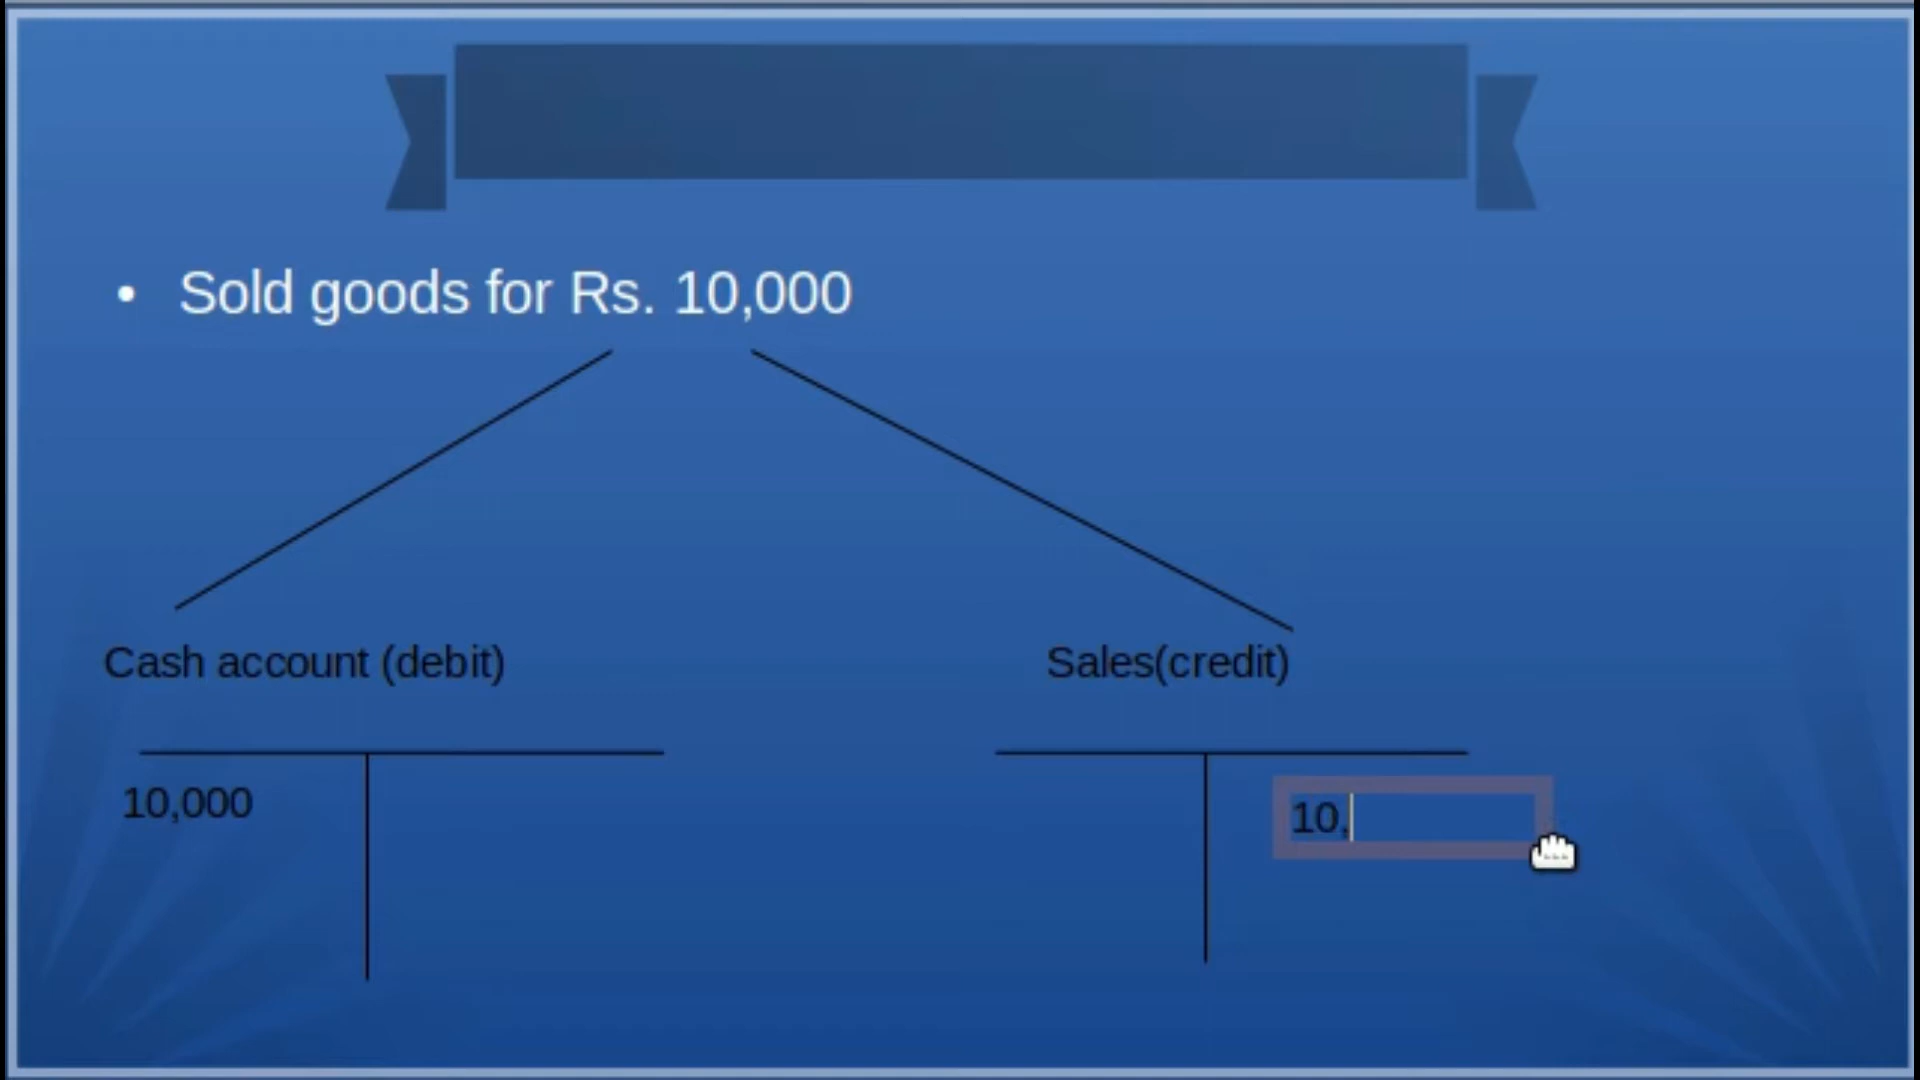 • Sold goods for Rs. 10,000
Cash account (debit)
Sales(credit)
10,000
10,